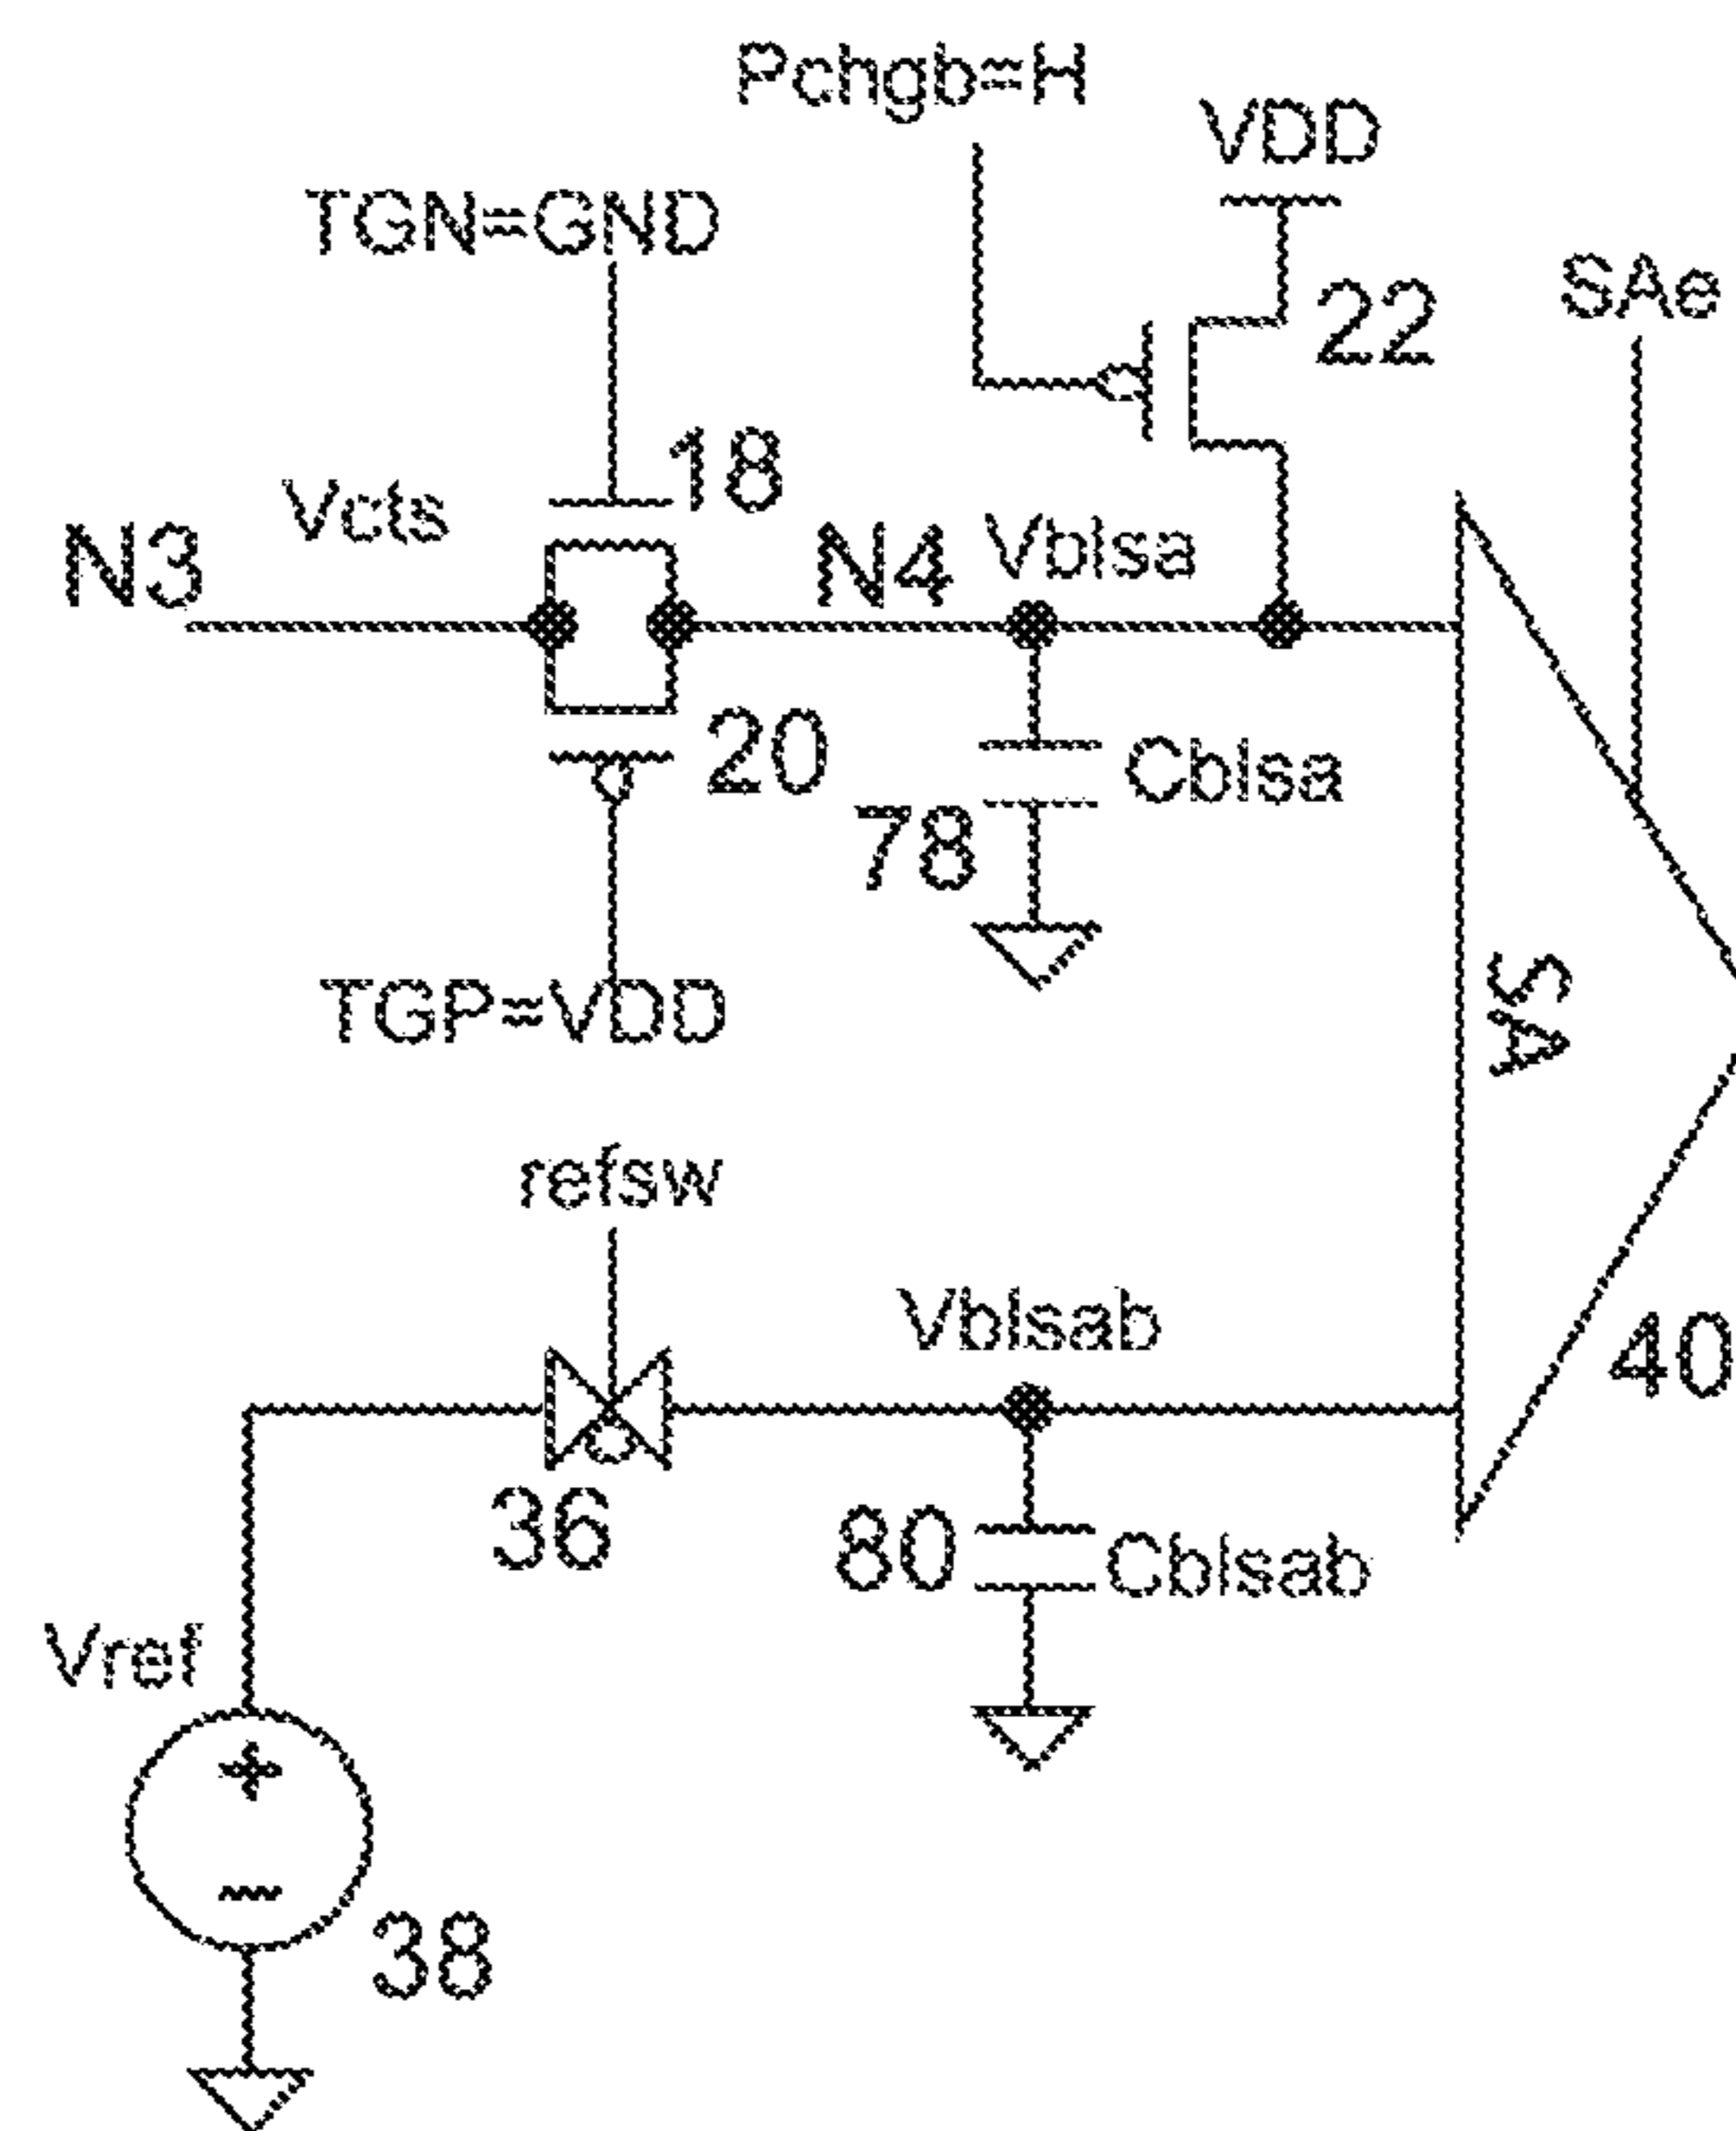 Pchgb=H
VDD
TGN=GND
SAe
22
18
Vcts
N3
N4
Vblsa
20
Cblsa
78
SA
TGP=VDD
refsw
Vblsab
40
36
80
Cblsab
Vref
+
-
38